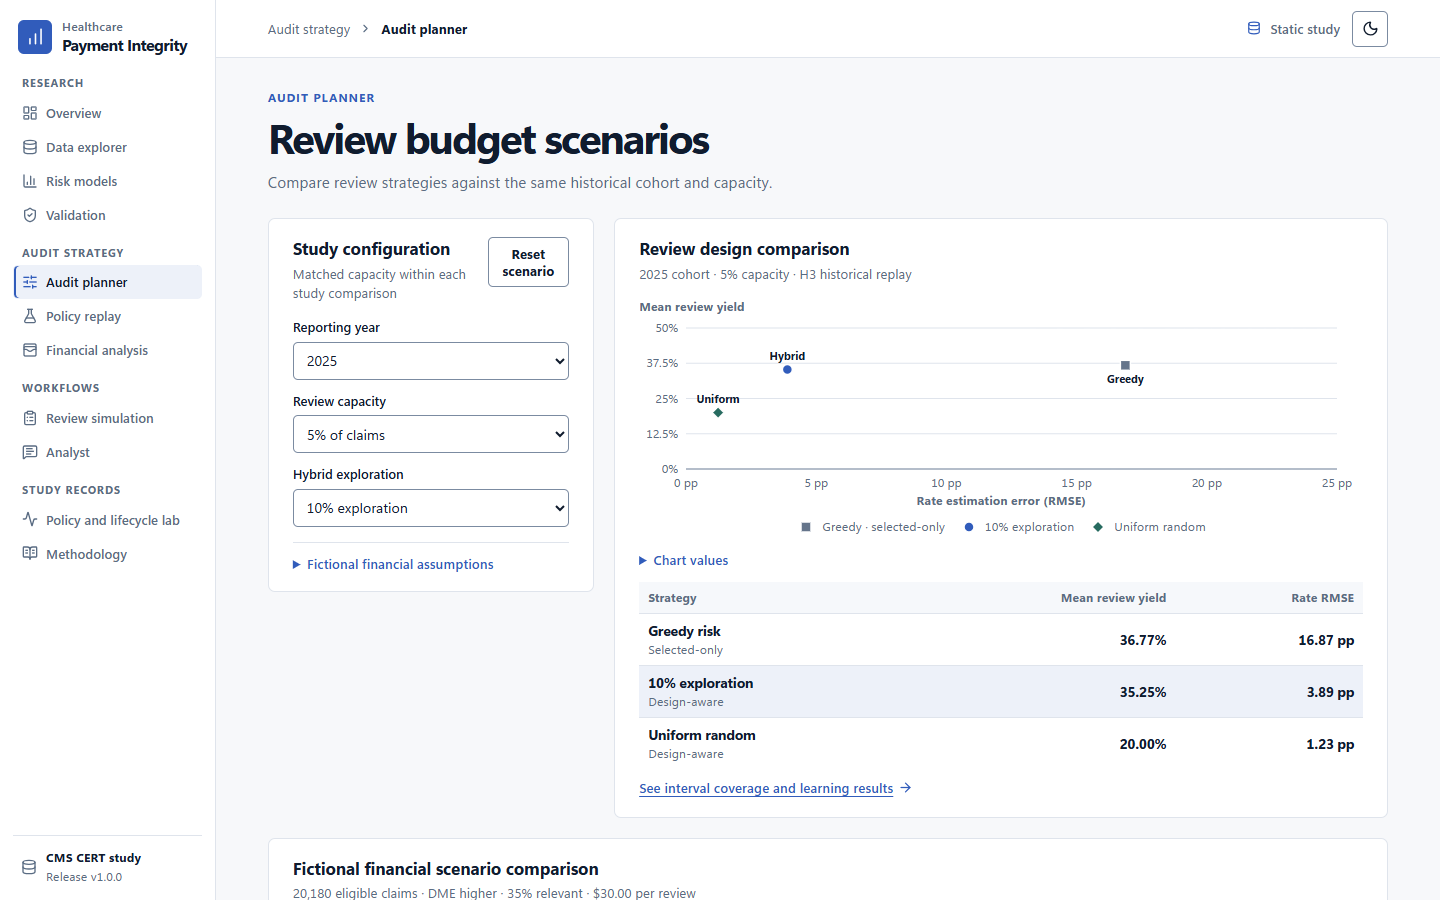 Healthcare
Payment Integrity
RESEARCH
Overview
Data explorer
Risk models
Validation
AUDIT STRATEGY
Audit planner
Policy replay
Financial analysis
WORKFLOWS
Review simulation
Analyst
STUDY RECORDS
Policy and lifecycle lab
Methodology
CMS CERT study
Release v1.0.0
Audit strategy > Audit planner
Static study
AUDIT PLANNER
Review budget scenarios
Compare review strategies against the same historical cohort and capacity.
Study configuration
Matched capacity within each
study comparison
Reset
scenario
Reporting year
2025
Review capacity
5% of claims
Hybrid exploration
10% exploration
Fictional financial assumptions
Review design comparison
2025 cohort · 5% capacity · H3 historical replay
Mean review yield
50%
37.5%
25%
12.5%
0%
Hybrid
Greedy
Uniform
0 pp 5 pp 10 pp 15 pp 20 pp 25 pp
Rate estimation error (RMSE)
Greedy · selected-only 10% exploration Uniform random
Chart values
Strategy Mean review yield Rate RMSE
Greedy risk
Selected-only
36.77% 16.87 pp
10% exploration
Design-aware
35.25% 3.89 pp
Uniform random
Design-aware
20.00% 1.23 pp
See interval coverage and learning results →
Fictional financial scenario comparison
20,180 eligible claims · DME higher · 35% relevant · $30.00 per review